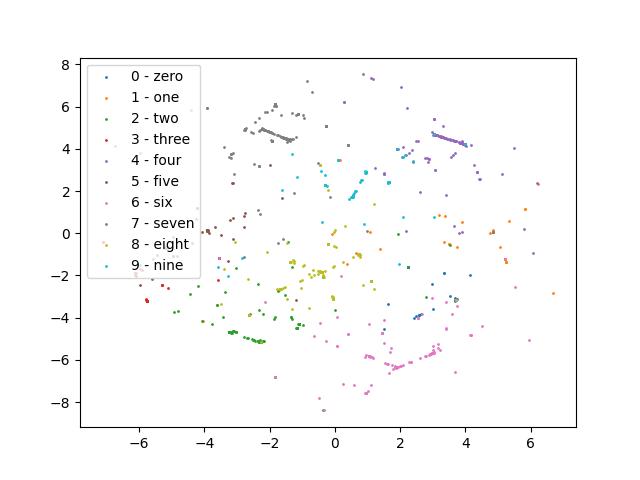 8
6
4
2
0
−2
−4
−6
−8
−6
−4
−2
0
2
4
6
0 - zero
1 - one
2 - two
3 - three
4 - four
5 - five
6 - six
7 - seven
8 - eight
9 - nine